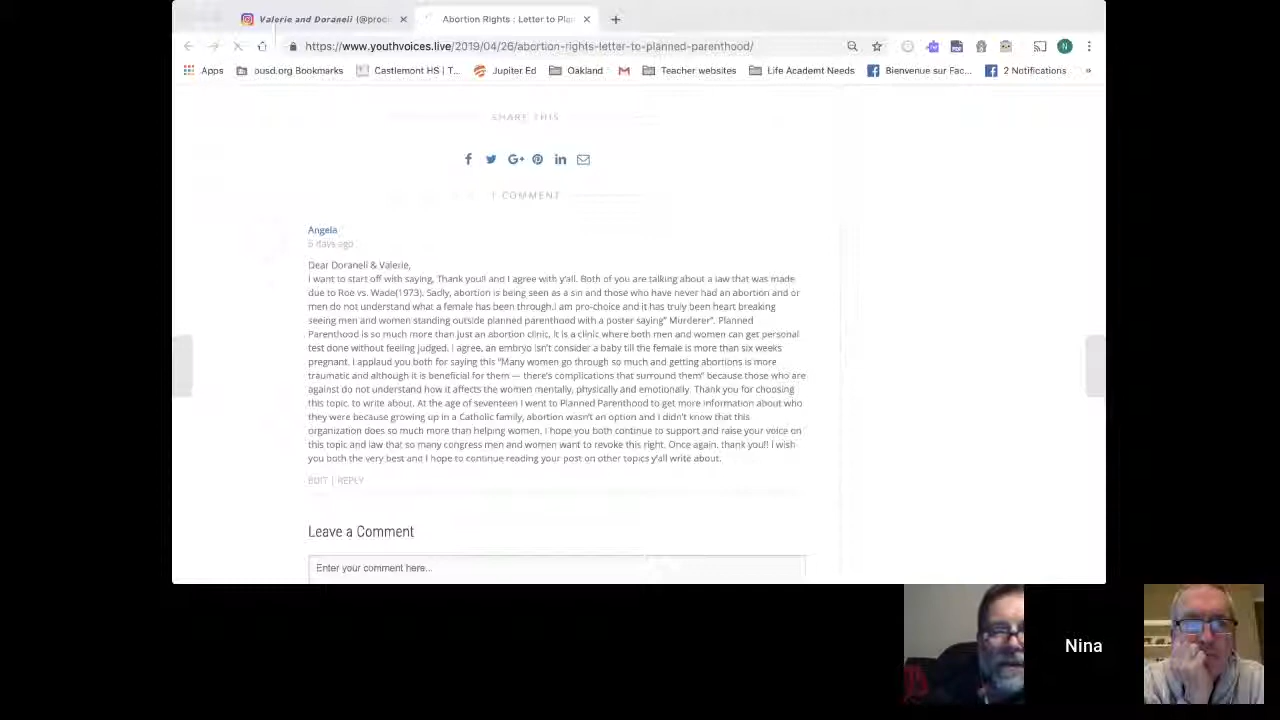 Valerie and Doraneli (@proc
Abortion Rights : Letter to Plan
https://www.youthvoices.live/2019/04/26/abortion-rights-letter-to-planned-parenthood/
N
Apps
ousd.org Bookmarks
Castlemont HS | T...
Jupiter Ed
Oakland
Teacher websites
Life Academt Needs
Bienvenue sur Fac...
2 Notifications
»
SHARE THIS
1 COMMENT
Angela
5 days ago
Dear Doraneli & Valerie,
I want to start off with saying, Thank you!! and I agree with y'all. Both of you are talking about a law that was made
due to Roe vs. Wade(1973). Sadly, abortion is being seen as a sin and those who have never had an abortion and or
men do not understand what a female has been through.I am pro-choice and it has truly been heart breaking
seeing men and women standing outside planned parenthood with a poster saying" Murderer". Planned
Parenthood is so much more than just an abortion clinic. It is a clinic where both men and women can get personal
test done without feeling judged. I agree, an embryo isn't consider a baby till the female is more than six weeks
pregnant. I applaud you both for saying this "Many women go through so much and getting abortions is more
traumatic and although it is beneficial for them — there's complications that surround them" because those who are
against do not understand how it affects the women mentally, physically and emotionally. Thank you for choosing
this topic to write about. At the age of seventeen I went to Planned Parenthood to get more information about who
they were because growing up in a Catholic family, abortion wasn't an option and I didn't know that this
organization does so much more than helping women. I hope you both continue to support and raise your voice on
this topic and law that so many congress men and women want to revoke this right. Once again, thank you!! I wish
you both the very best and I hope to continue reading your post on other topics y'all write about.
EDIT | REPLY
Leave a Comment
Enter your comment here...
Nina